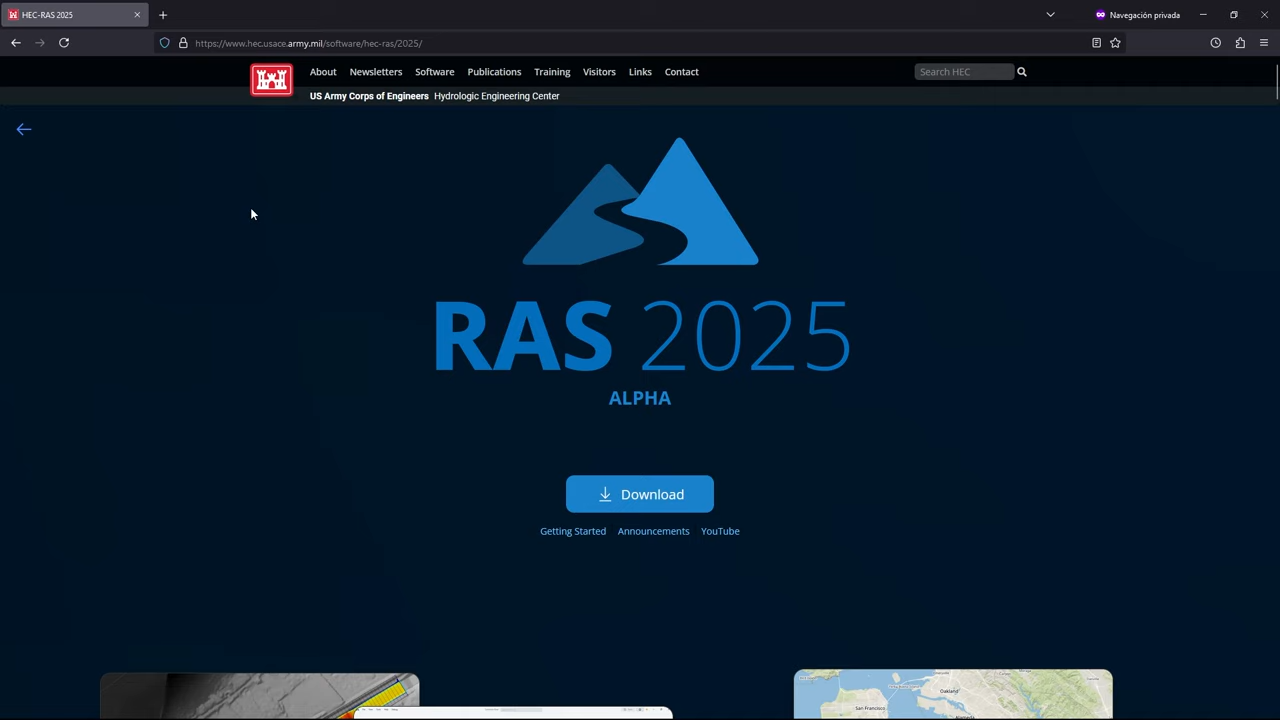 HEC-RAS 2025
Navegación privada
https://www.hec.usace.army.mil/software/hec-ras/2025/
About Newsletters Software Publications Training Visitors Links Contact
Search HEC
US Army Corps of Engineers Hydrologic Engineering Center
RAS 2025
ALPHA
Download
Getting Started Announcements YouTube
Oakland
San Francisco
Alameda